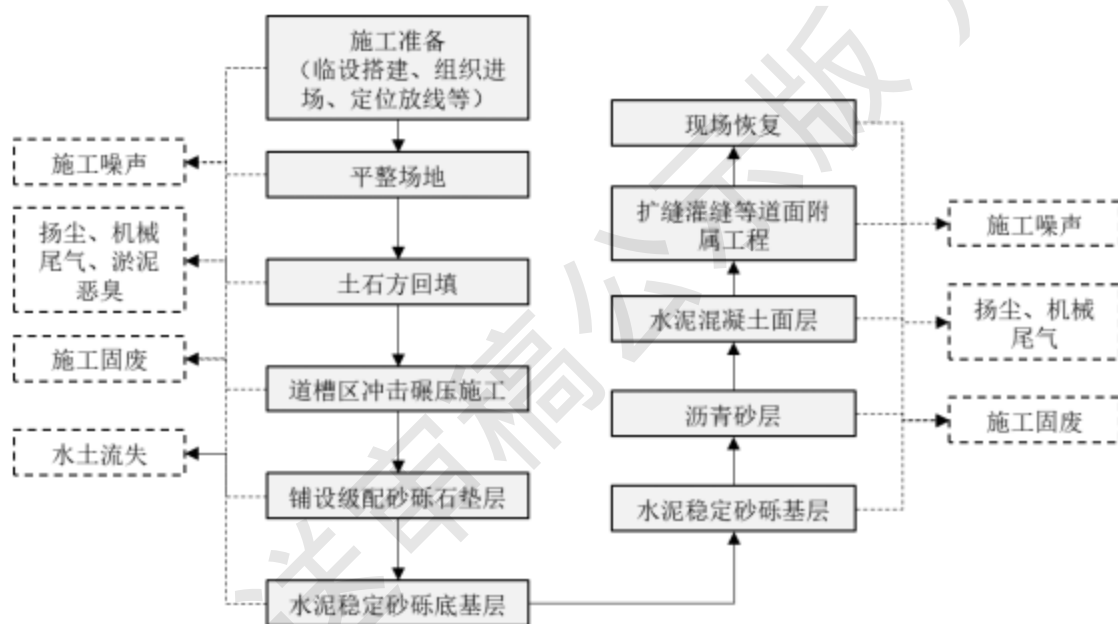 施工准备
（临设搭建、组织进
场、定位放线等）
平整场地
土石方回填
道槽区冲击碾压施工
铺设级配砂砾石垫层
水泥稳定砂砾底基层
施工噪声
扬尘、机械
尾气、淤泥
恶臭
施工固废
水土流失
现场恢复
扩缝灌缝等道面附
属工程
水泥混凝土面层
沥青砂层
水泥稳定砂砾基层
施工噪声
扬尘、机械
尾气
施工固废
送审稿公示版